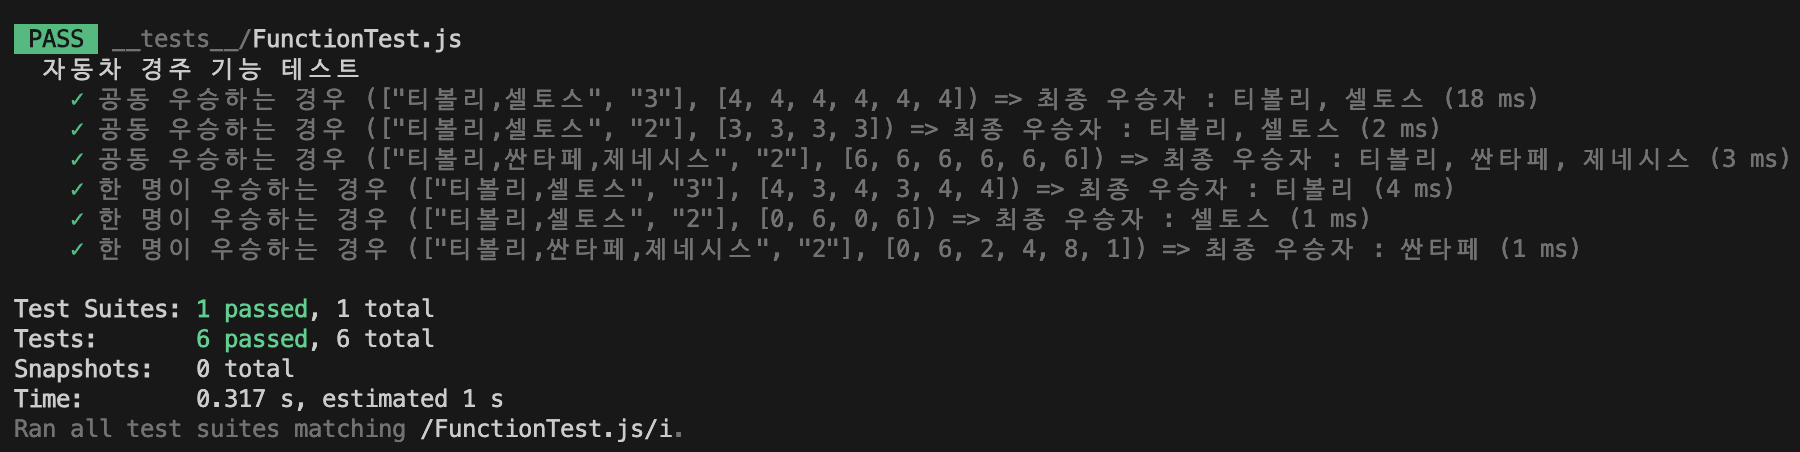 PASS __tests__/FunctionTest.js
자동차 경주 기능 테스트
✓ 공동 우승하는 경우 (["티볼리,셀토스", "3"], [4, 4, 4, 4, 4, 4]) => 최종 우승자 : 티볼리, 셀토스 (18 ms)
✓ 공동 우승하는 경우 (["티볼리,셀토스", "2"], [3, 3, 3, 3]) => 최종 우승자 : 티볼리, 셀토스 (2 ms)
✓ 공동 우승하는 경우 (["티볼리,싼타페,제네시스", "2"], [6, 6, 6, 6, 6, 6]) => 최종 우승자 : 티볼리, 싼타페, 제네시스 (3 ms)
✓ 한 명이 우승하는 경우 (["티볼리,셀토스", "3"], [4, 3, 4, 3, 4, 4]) => 최종 우승자 : 티볼리 (4 ms)
✓ 한 명이 우승하는 경우 (["티볼리,셀토스", "2"], [0, 6, 0, 6]) => 최종 우승자 : 셀토스 (1 ms)
✓ 한 명이 우승하는 경우 (["티볼리,싼타페,제네시스", "2"], [0, 6, 2, 4, 8, 1]) => 최종 우승자 : 싼타페 (1 ms)
Test Suites: 1 passed, 1 total
Tests: 6 passed, 6 total
Snapshots: 0 total
Time: 0.317 s, estimated 1 s
Ran all test suites matching /FunctionTest.js/i.